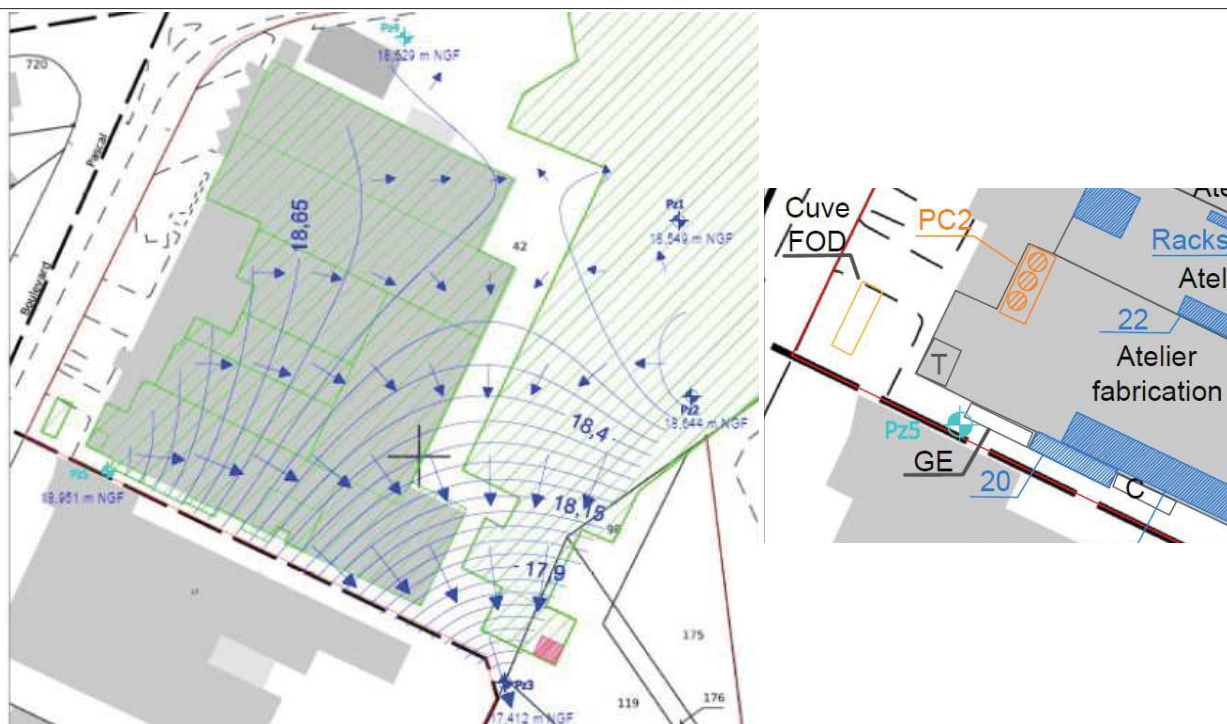 Pz4
18,529 m NGF
720
Pascal
Boulevard
18,65
42
Pz1
18,549 m NGF
Pz2
18,644 m NGF
18,4
18,15
98
17,9
Pz5
18,951 m NGF
175
Pz3
17,412 m NGF
119
176
Cuve
FOD
PC2
Racks
Atel
22
Atelier
fabrication
T
Pz5
GE
20
C